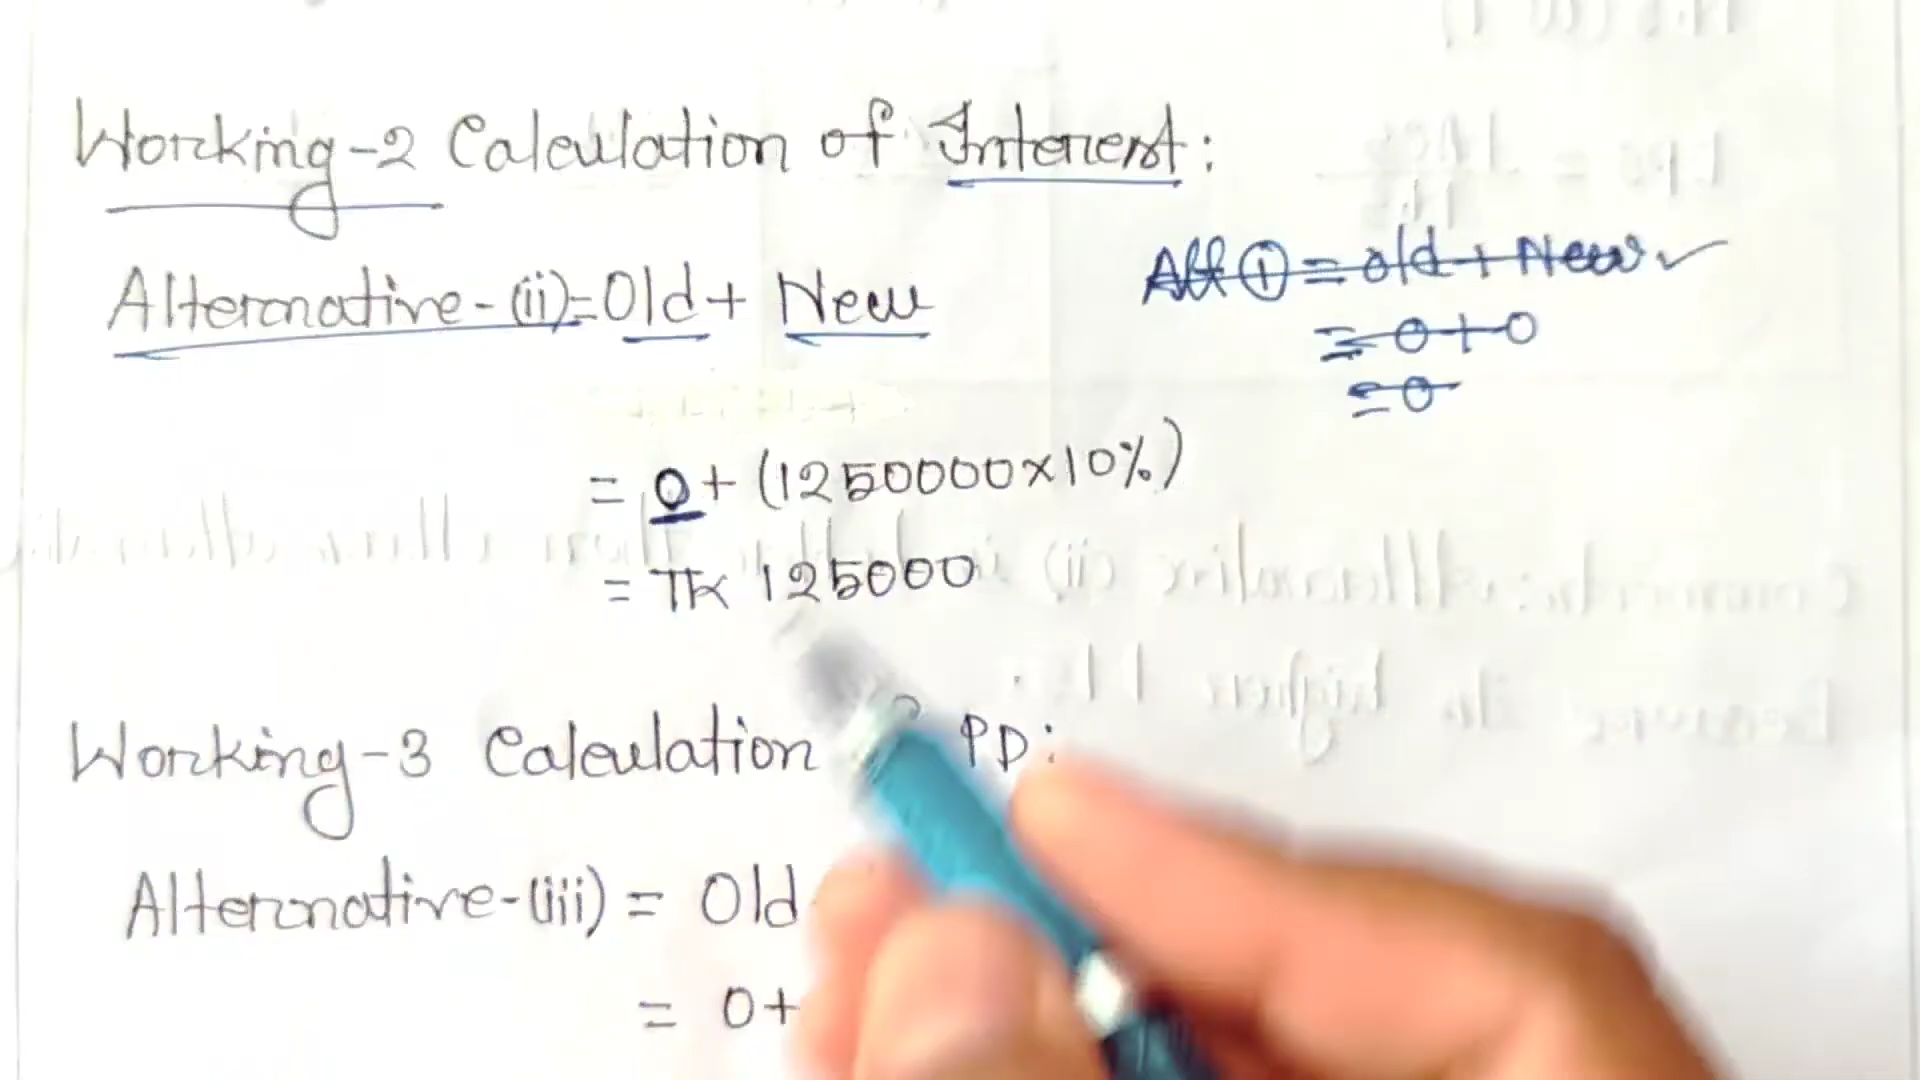 Working-2 Calculation of Interest:
Alternative-(ii)=Old+ New
Alt (i) = old + New ✓
= 0 + 0
= 0
= 0+ (1250000×10%)
= TK 125000
Working-3 Calculation PD:
Alternative-(iii) = Old
= 0+